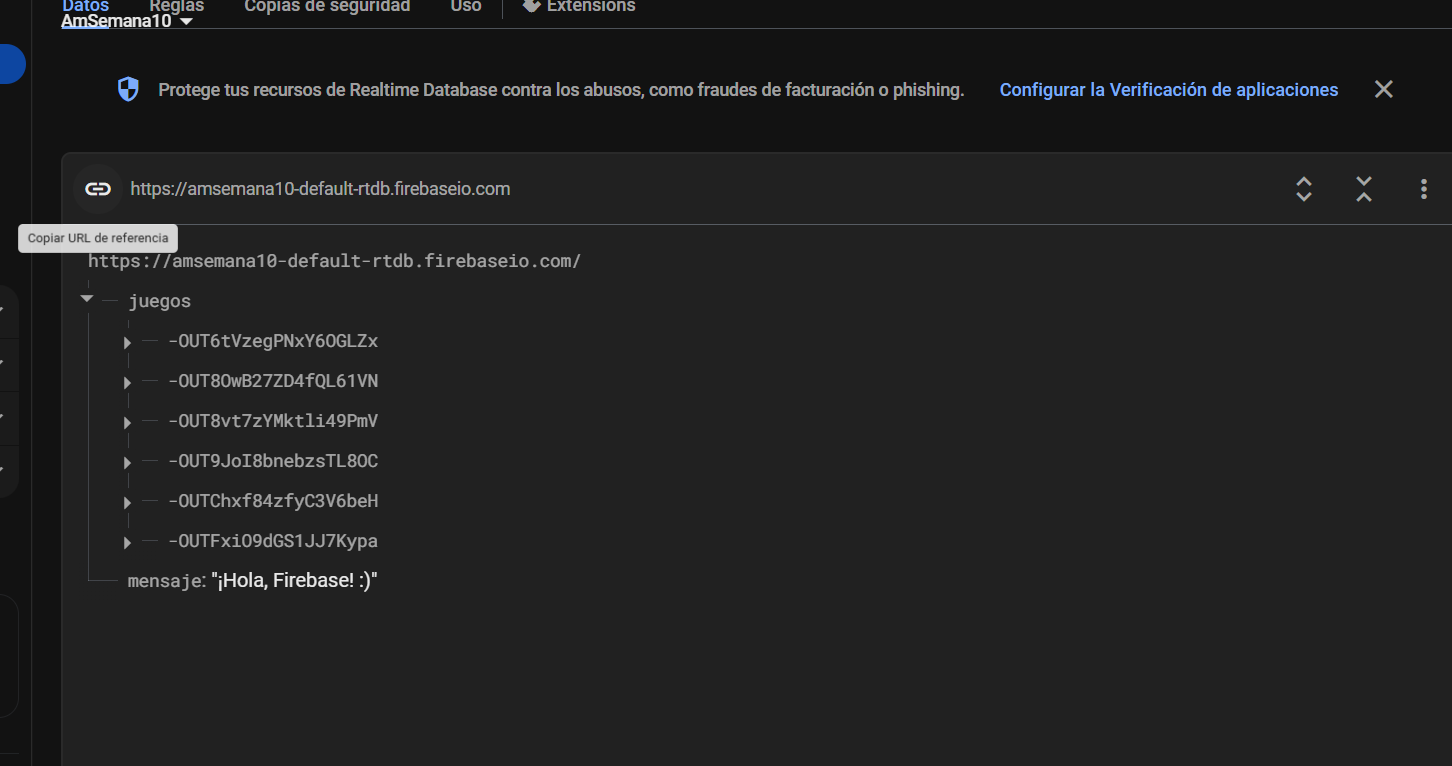 Datos Reglas Copias de seguridad Uso Extensions
AmSemana10
Protege tus recursos de Realtime Database contra los abusos, como fraudes de facturación o phishing. Configurar la Verificación de aplicaciones
https://amsemana10-default-rtdb.firebaseio.com
Copiar URL de referencia
https://amsemana10-default-rtdb.firebaseio.com/
juegos
-OUT6tVzegPNxY6OGLZx
-OUT8OwB27ZD4fQL61VN
-OUT8vt7zYMktli49PmV
-OUT9JoI8bnebzsTL8OC
-OUTChxf84zfyC3V6beH
-OUTFxiO9dGS1JJ7Kypa
mensaje: "¡Hola, Firebase! :)"